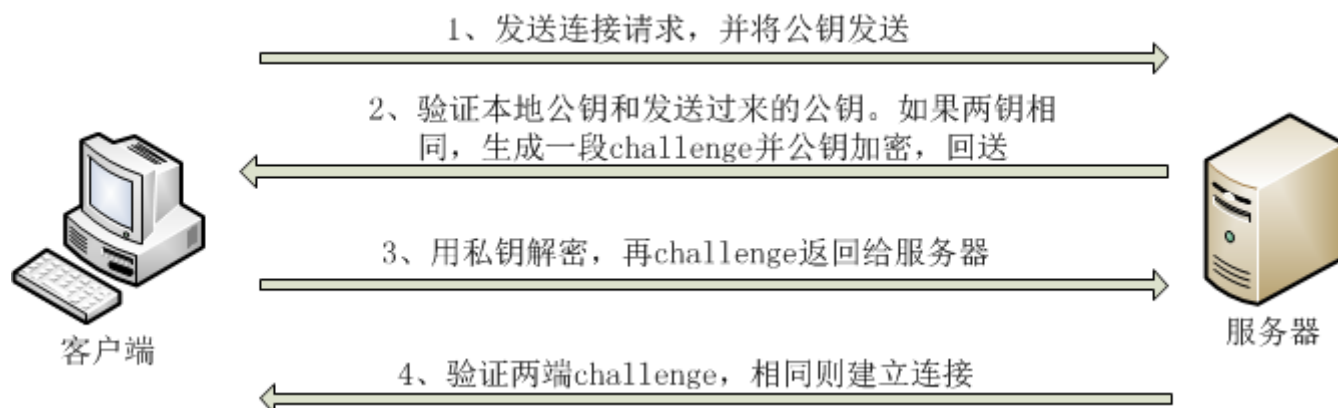 1、发送连接请求，并将公钥发送
2、验证本地公钥和发送过来的公钥。如果两钥相
同，生成一段challenge并公钥加密，回送
3、用私钥解密，再challenge返回给服务器
客户端
服务器
4、验证两端challenge，相同则建立连接